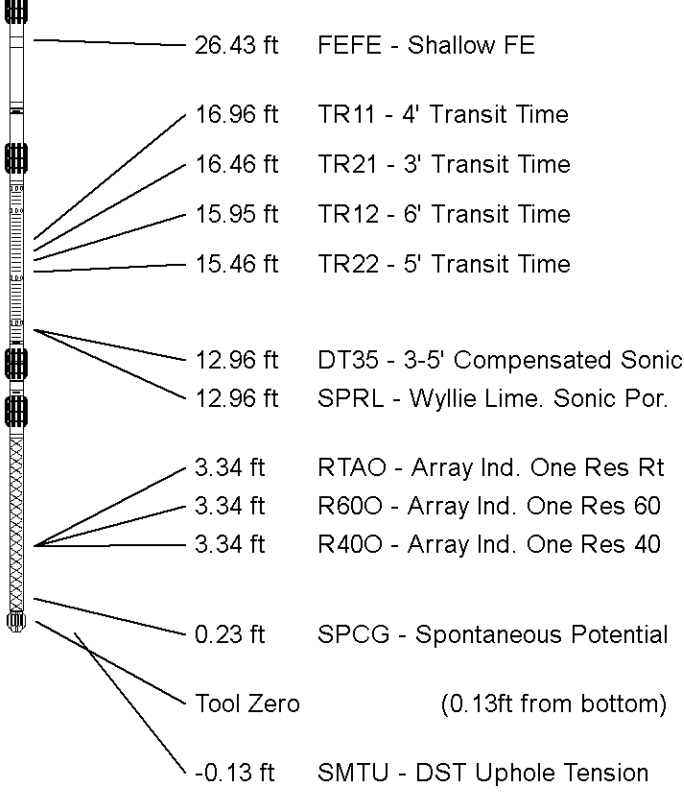 26.43 ft FEFE - Shallow FE
16.96 ft TR11 - 4' Transit Time
16.46 ft TR21 - 3' Transit Time
15.95 ft TR12 - 6' Transit Time
15.46 ft TR22 - 5' Transit Time
12.96 ft DT35 - 3-5' Compensated Sonic
12.96 ft SPRL - Wyllie Lime. Sonic Por.
3.34 ft RTAO - Array Ind. One Res Rt
3.34 ft R60O - Array Ind. One Res 60
3.34 ft R40O - Array Ind. One Res 40
0.23 ft SPCG - Spontaneous Potential
Tool Zero (0.13ft from bottom)
-0.13 ft SMTU - DST Uphole Tension